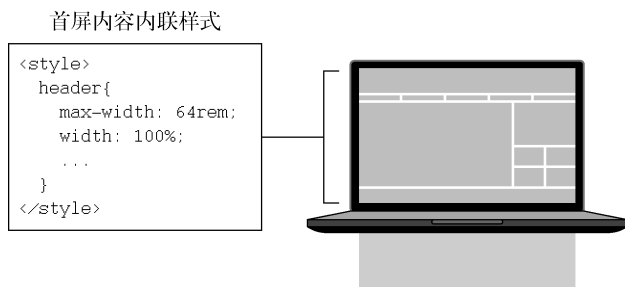 首屏内容内联样式
<style>
header{
max-width: 64rem;
width: 100%;
...
}
</style>